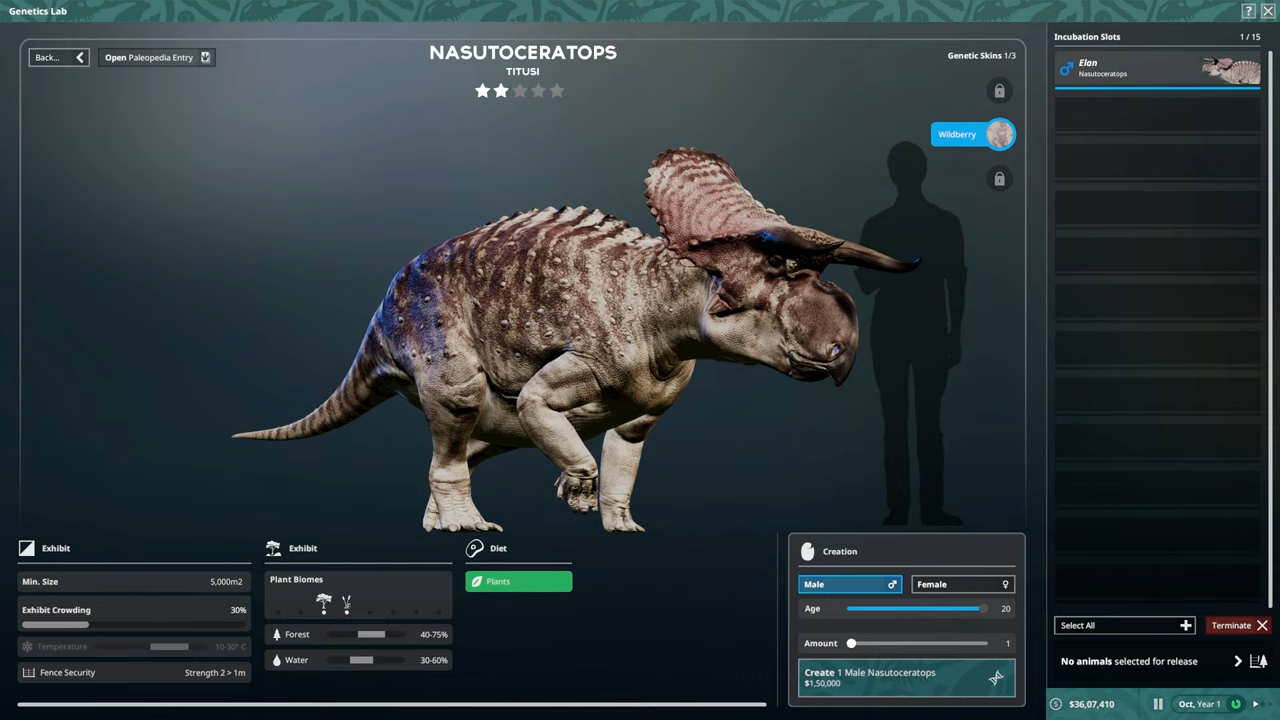 Genetics Lab
?
Back...
Open Paleopedia Entry
NASUTOCERATOPS
TITUSI
Genetic Skins 1/3
Wildberry
Incubation Slots 1 / 15
Elan
Nasutoceratops
Exhibit
Min. Size 5,000m2
Exhibit Crowding 30%
Temperature 10-30° C
Fence Security Strength 2 > 1m
Exhibit
Plant Biomes
Forest 40-75%
Water 30-60%
Diet
Plants
Creation
Male
Female
Age 20
Amount 1
Create 1 Male Nasutoceratops
$1,50,000
Select All
Terminate
No animals selected for release
$36,07,410
Oct, Year 1